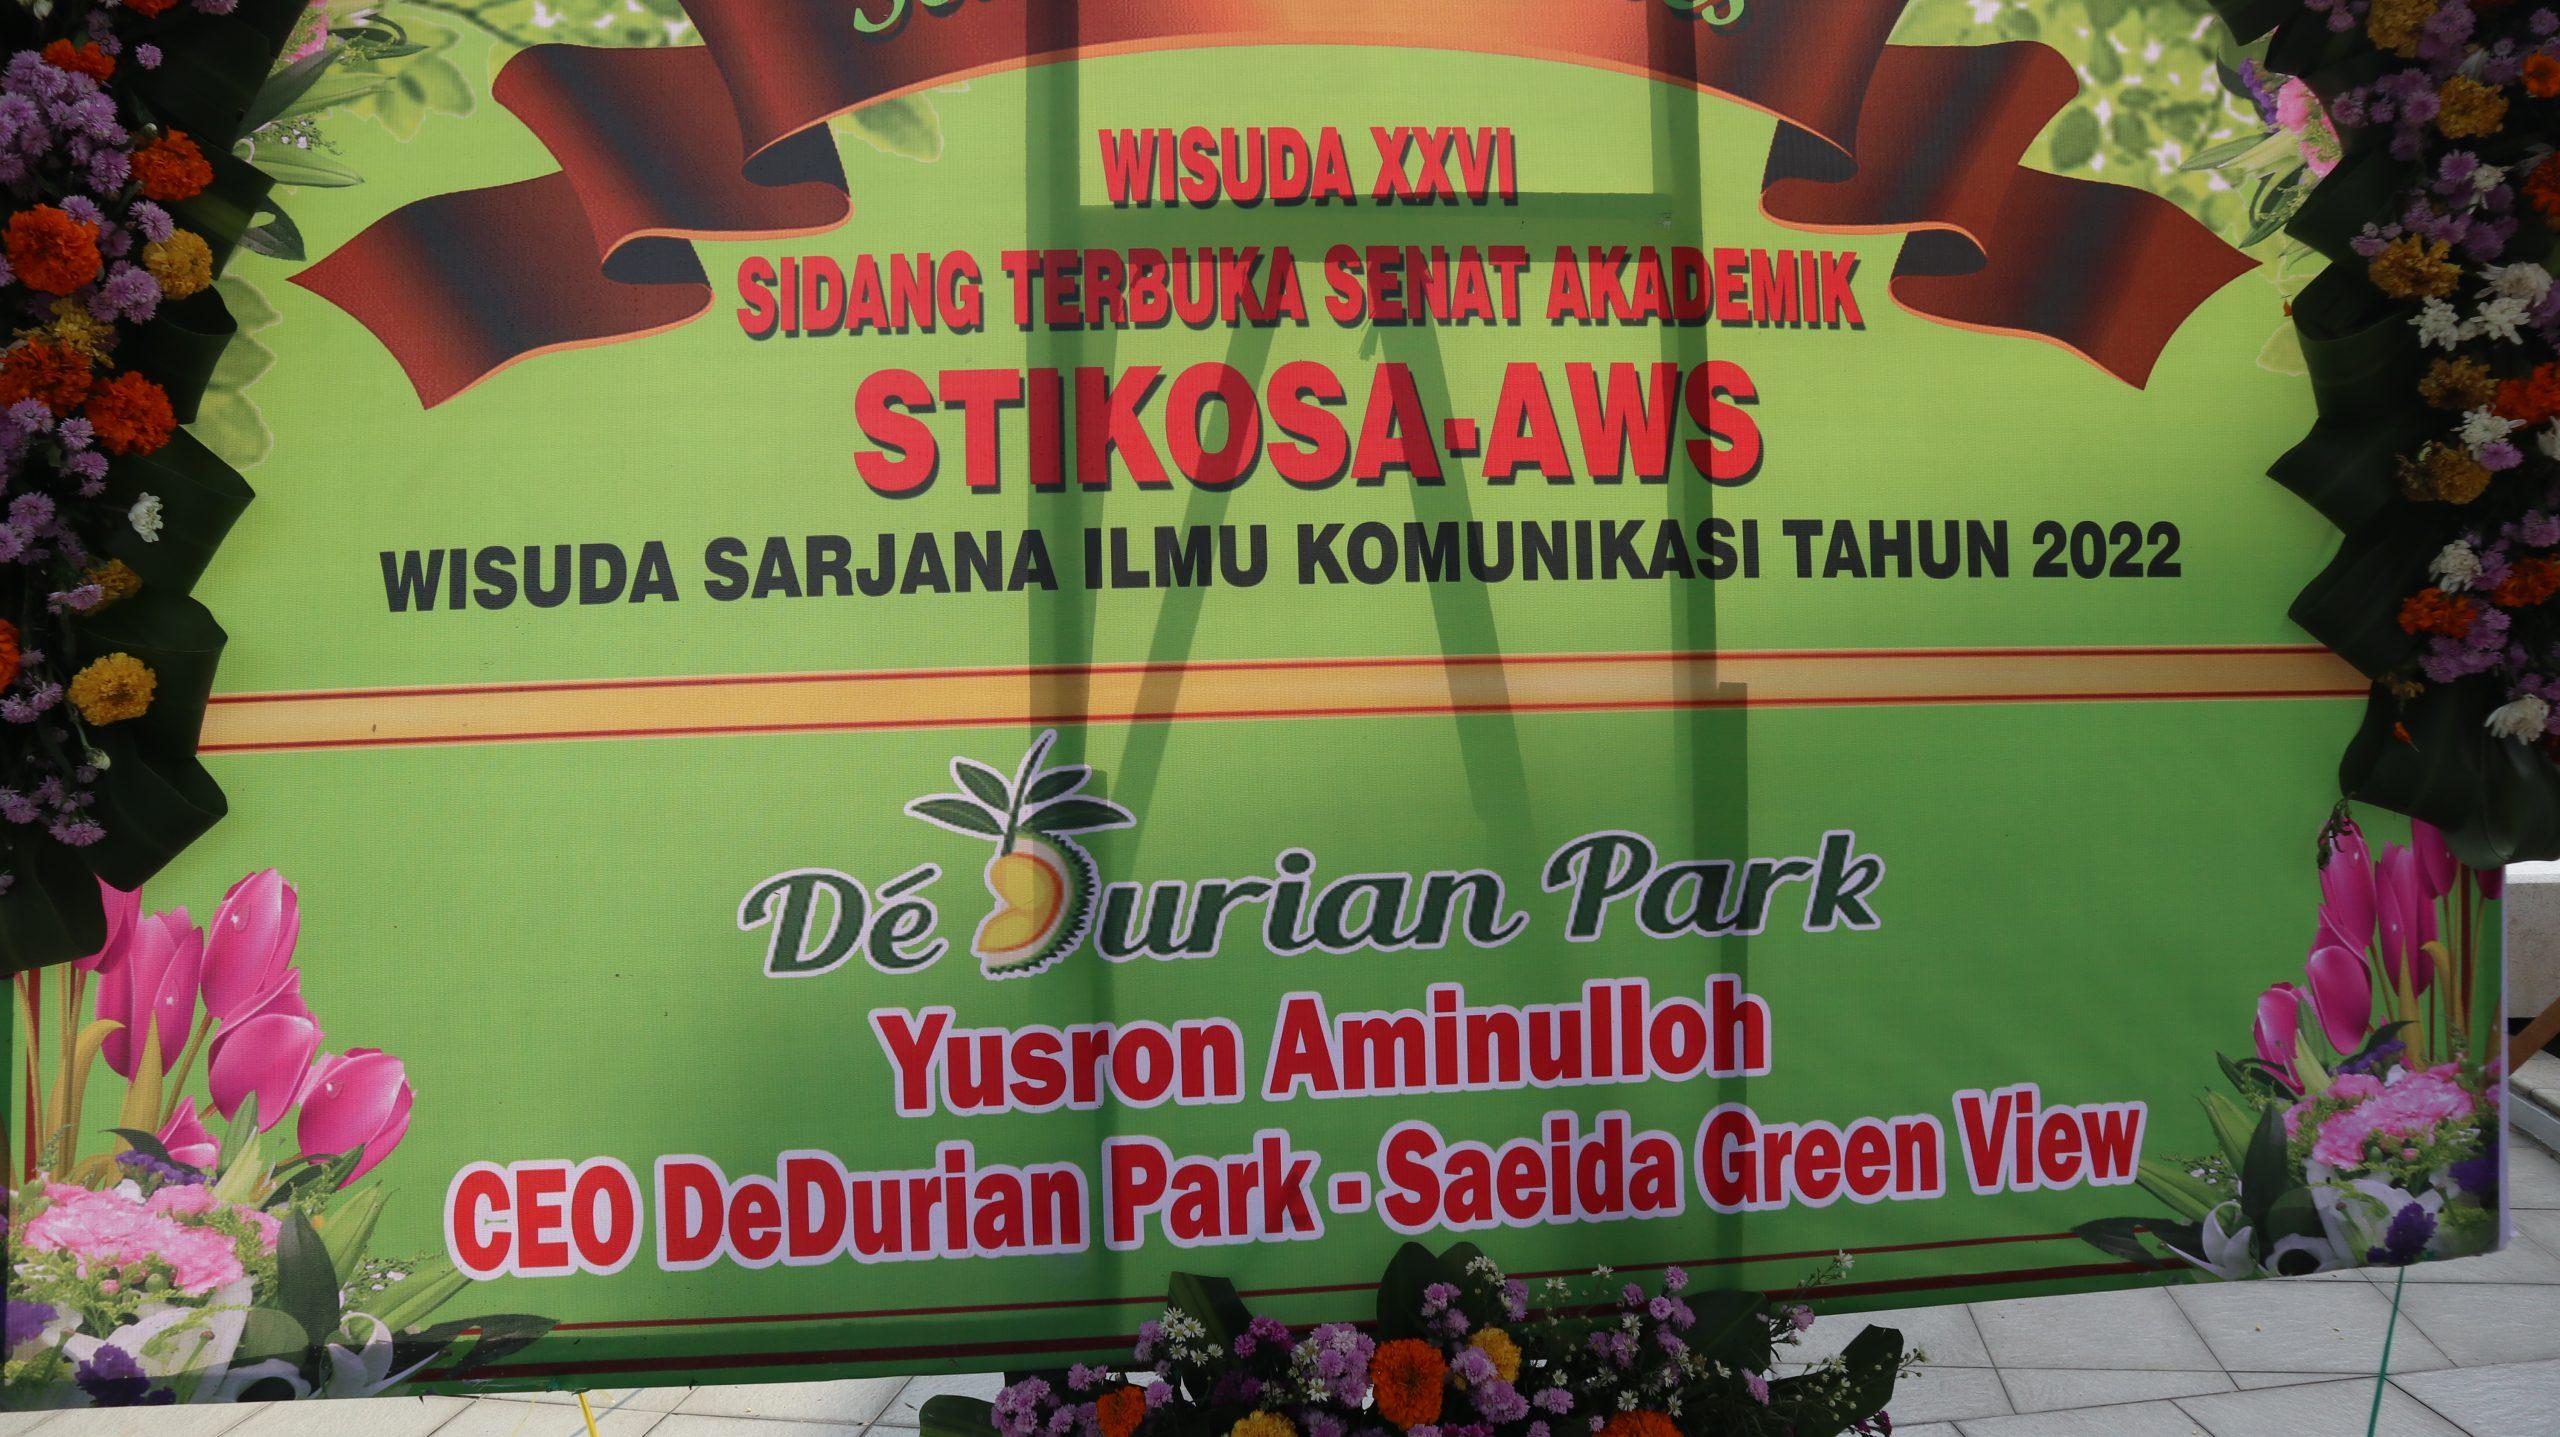 WISUDA XXVI
SIDANG TERBUKA SENAT AKADEMIK
STIKOSA-AWS
WISUDA SARJANA ILMU KOMUNIKASI TAHUN 2022
Dé Durian Park
Yusron Aminulloh
CEO DeDurian Park - Saeida Green View